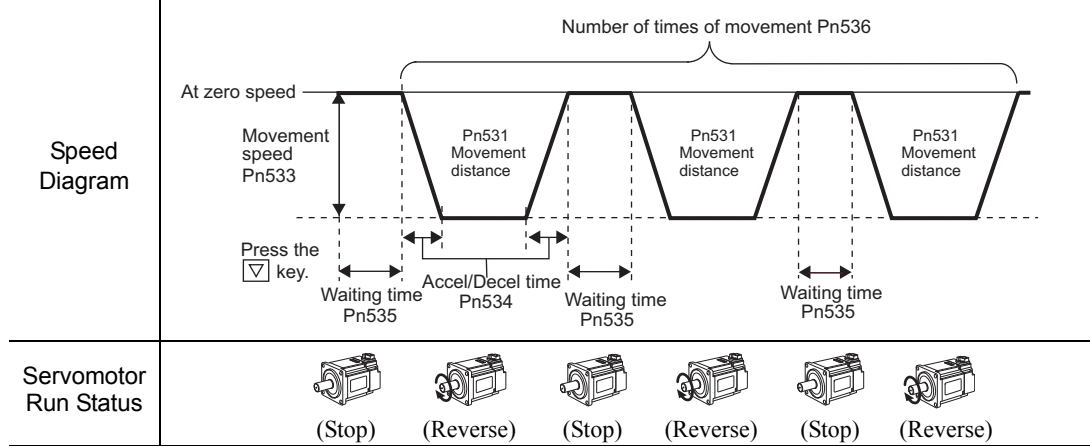 Speed
Diagram
Number of times of movement Pn536
At zero speed
Movement
speed
Pn533
Pn531
Movement
distance
Pn531
Movement
distance
Pn531
Movement
distance
Press the
▽ key.
Waiting time
Pn535
Accel/Decel time
Pn534
Waiting time
Pn535
Waiting time
Pn535
Servomotor
Run Status
(Stop) (Reverse) (Stop) (Reverse) (Stop) (Reverse)